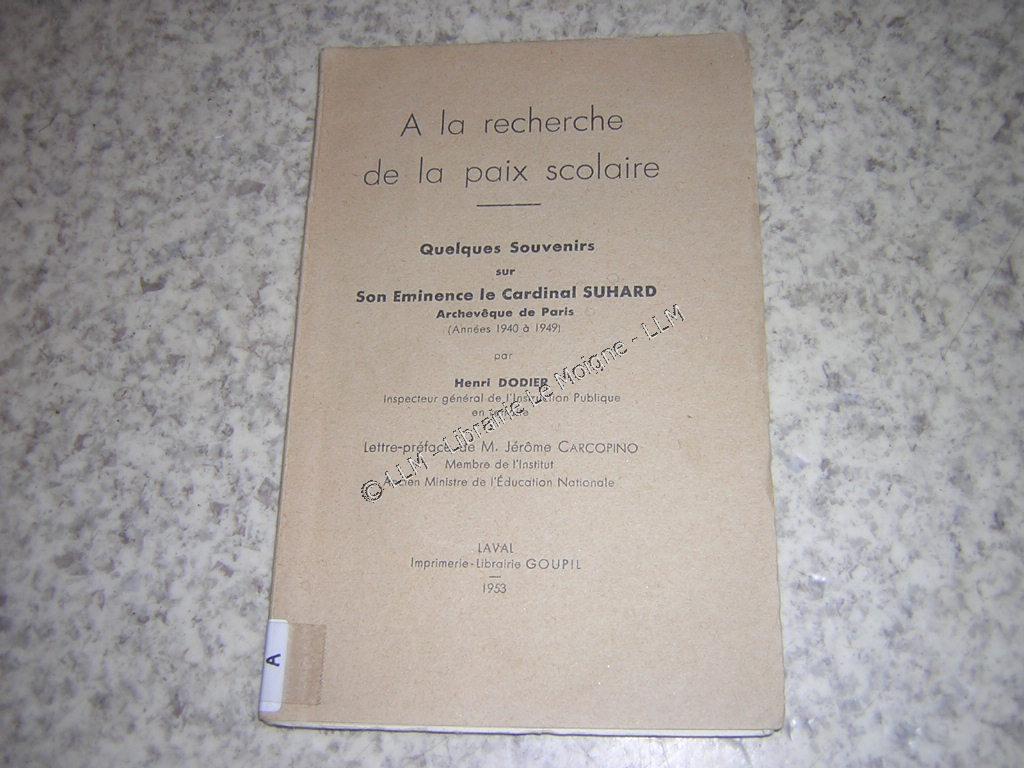 A la recherche
de la paix scolaire
Quelques Souvenirs
sur
Son Eminence le Cardinal SUHARD
Archevêque de Paris
(Années 1940 à 1949)
par
Henri DODIER
Inspecteur général de l'Instruction Publique
en
Lettre-préface de M. Jérôme CARCOPINO
Membre de l'Institut
Ancien Ministre de l'Éducation Nationale
LAVAL
Imprimerie-Librairie GOUPIL
1953
A
© LLM - Librairie Le Moigne - LLM